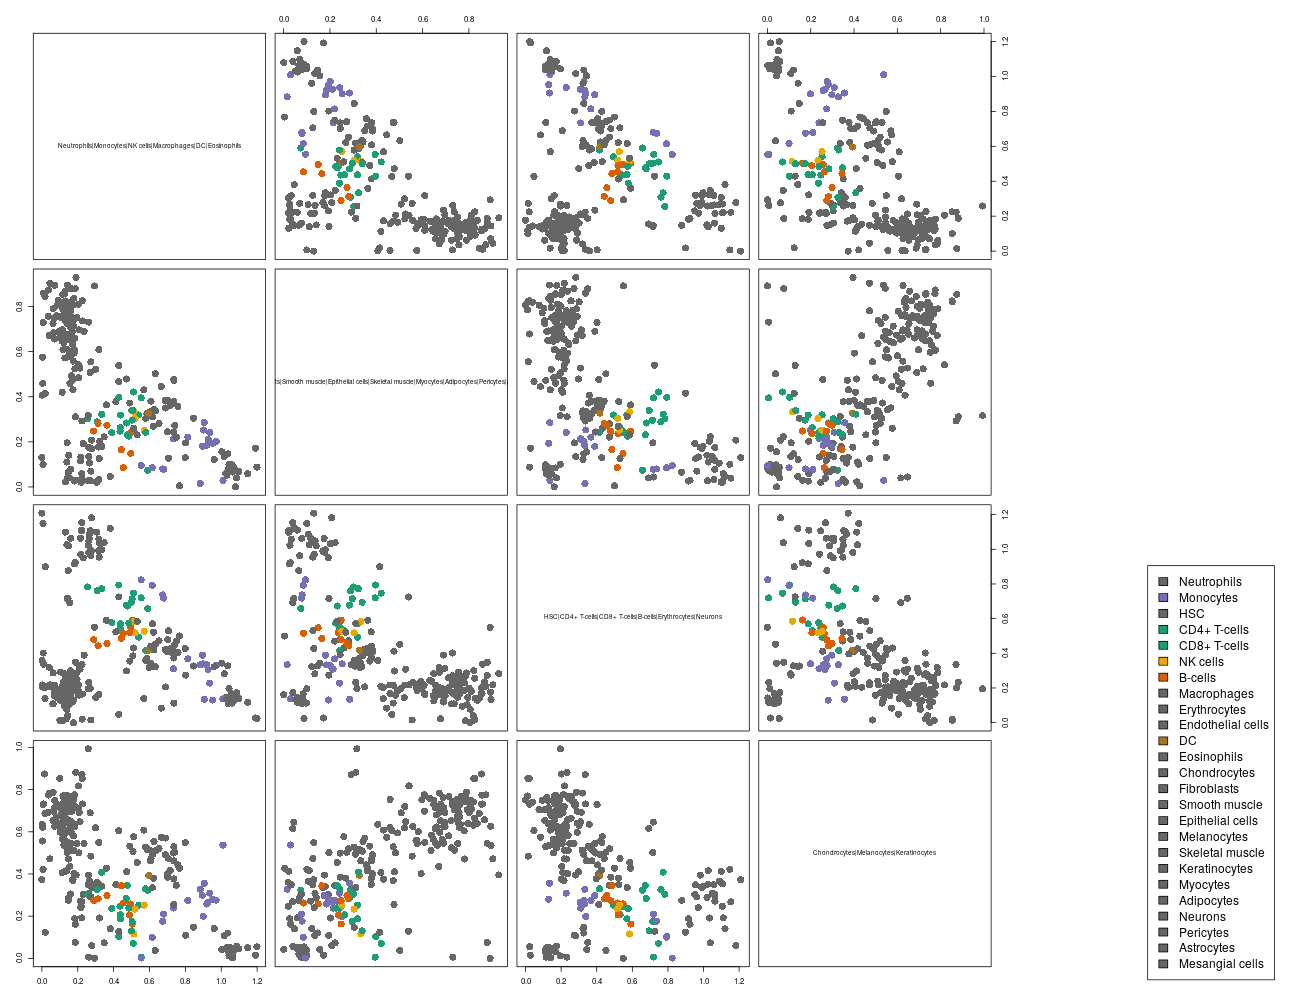 0.0 0.2 0.4 0.6 0.8
0.0 0.2 0.4 0.6 0.8 1.0
Neutrophils|Monocytes|NK cells|Macrophages|DC|Eosinophils
1.2
1.0
0.8
0.6
0.4
0.2
0.0
0.8
0.6
0.4
0.2
0.0
ts|Smooth muscle|Epithelial cells|Skeletal muscle|Myocytes|Adipocytes|Pericytes|
HSC|CD4+ T-cells|CD8+ T-cells|B-cells|Erythrocytes|Neurons
1.2
1.0
0.8
0.6
0.4
0.2
0.0
1.0
0.8
0.6
0.4
0.2
0.0
Chondrocytes|Melanocytes|Keratinocytes
0.0 0.2 0.4 0.6 0.8 1.0 1.2
0.0 0.2 0.4 0.6 0.8 1.0 1.2
Neutrophils
Monocytes
HSC
CD4+ T-cells
CD8+ T-cells
NK cells
B-cells
Macrophages
Erythrocytes
Endothelial cells
DC
Eosinophils
Chondrocytes
Fibroblasts
Smooth muscle
Epithelial cells
Melanocytes
Skeletal muscle
Keratinocytes
Myocytes
Adipocytes
Neurons
Pericytes
Astrocytes
Mesangial cells